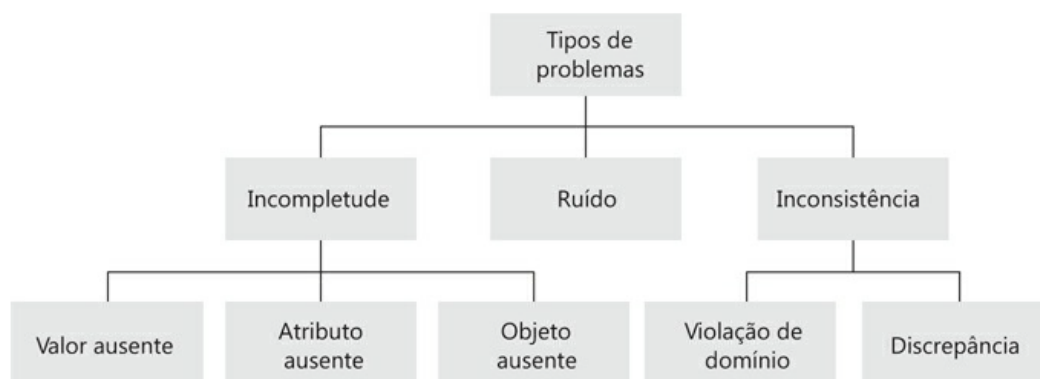 Tipos de
problemas
Incompletude
Ruído
Inconsistência
Valor ausente
Atributo
ausente
Objeto
ausente
Violação de
domínio
Discrepância